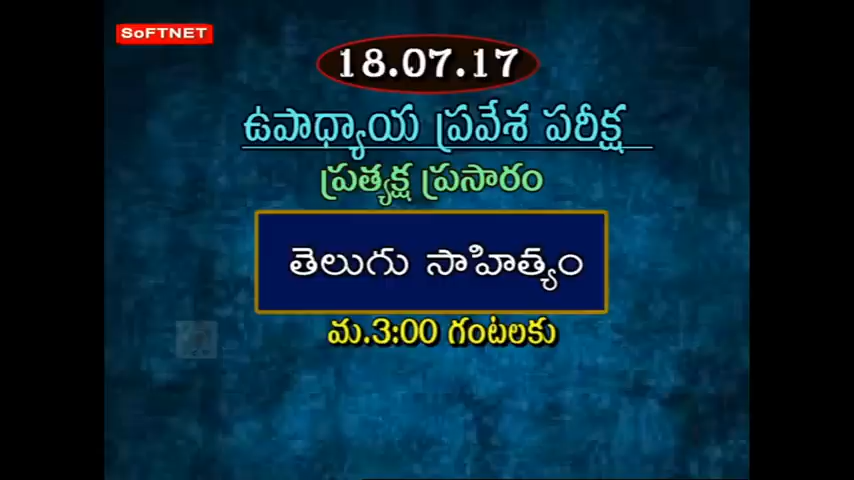 SoFTNET
18.07.17
ఉపాధ్యాయ ప్రవేశ పరీక్ష
ప్రత్యక్ష ప్రసారం
తెలుగు సాహిత్యం
మ.3:00 గంటలకు